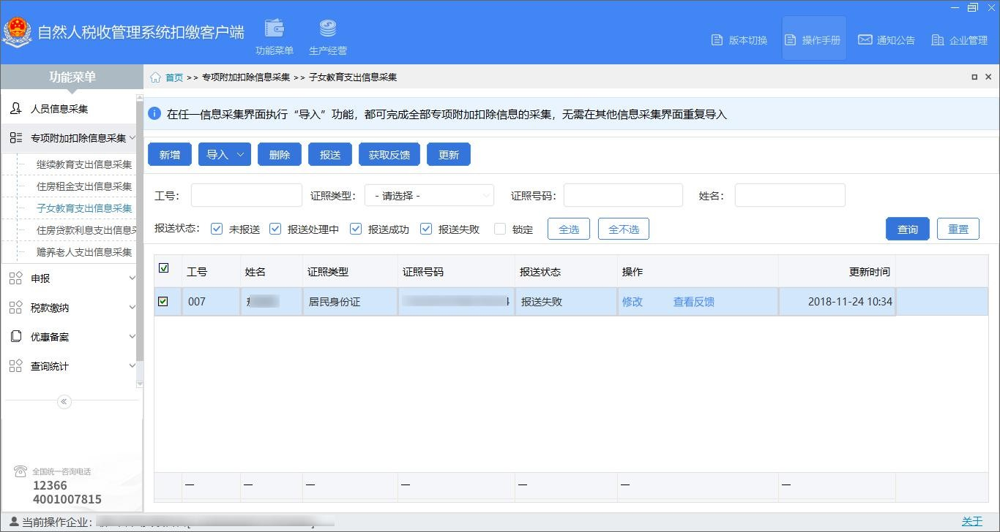 自然人税收管理系统扣缴客户端
功能菜单 生产经营
版本切换 操作手册 通知公告 企业管理
功能菜单
首页 >> 专项附加扣除信息采集 >> 子女教育支出信息采集
人员信息采集
专项附加扣除信息采集
继续教育支出信息采集
住房租金支出信息采集
子女教育支出信息采集
住房贷款利息支出信息
赡养老人支出信息采集
申报
税款缴纳
优惠备案
查询统计
全国统一咨询电话
12366
4001007815
在任一信息采集界面执行“导入”功能，都可完成全部专项附加扣除信息的采集，无需在其他信息采集界面重复导入
新增 导入 删除 报送 获取反馈 更新
工号： 证照类型： - 请选择 - 证照号码： 姓名：
报送状态： 未报送 报送处理中 报送成功 报送失败 锁定 全选 全不选 查询 重置
工号 姓名 证照类型 证照号码 报送状态 操作 更新时间
007 居民身份证 4 报送失败 修改 查看反馈 2018-11-24 10:34
— — — — — — —
当前操作企业： 关于